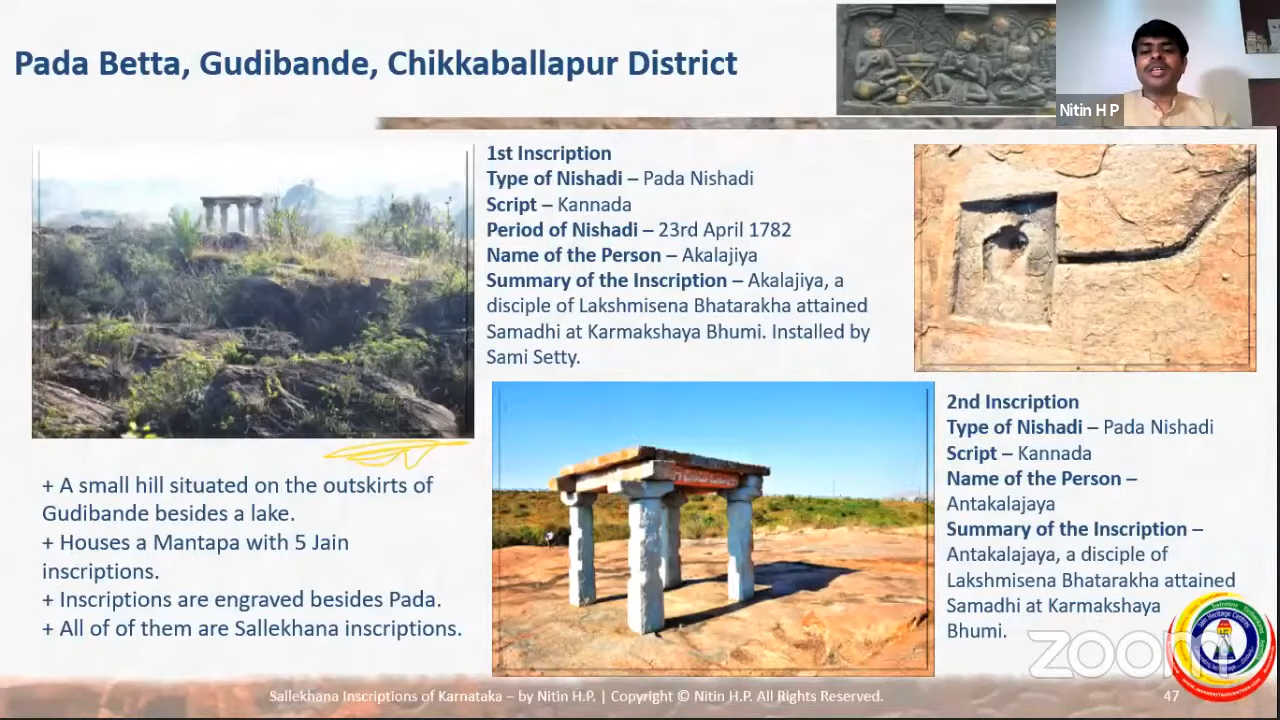 Pada Betta, Gudibande, Chikkaballapur District
Nitin H P
1st Inscription
Type of Nishadi – Pada Nishadi
Script – Kannada
Period of Nishadi – 23rd April 1782
Name of the Person – Akalajiya
Summary of the Inscription – Akalajiya, a
disciple of Lakshmisena Bhatarakha attained
Samadhi at Karmakshaya Bhumi. Installed by
Sami Setty.
+ A small hill situated on the outskirts of
Gudibande besides a lake.
+ Houses a Mantapa with 5 Jain
inscriptions.
+ Inscriptions are engraved besides Pada.
+ All of of them are Sallekhana inscriptions.
2nd Inscription
Type of Nishadi – Pada Nishadi
Script – Kannada
Name of the Person –
Antakalajaya
Summary of the Inscription –
Antakalajaya, a disciple of
Lakshmisena Bhatarakha attained
Samadhi at Karmakshaya
Bhumi.
zoom
Jain Heritage Centres
Sallekhana Inscriptions of Karnataka – by Nitin H.P. | Copyright © Nitin H.P. All Rights Reserved.
47